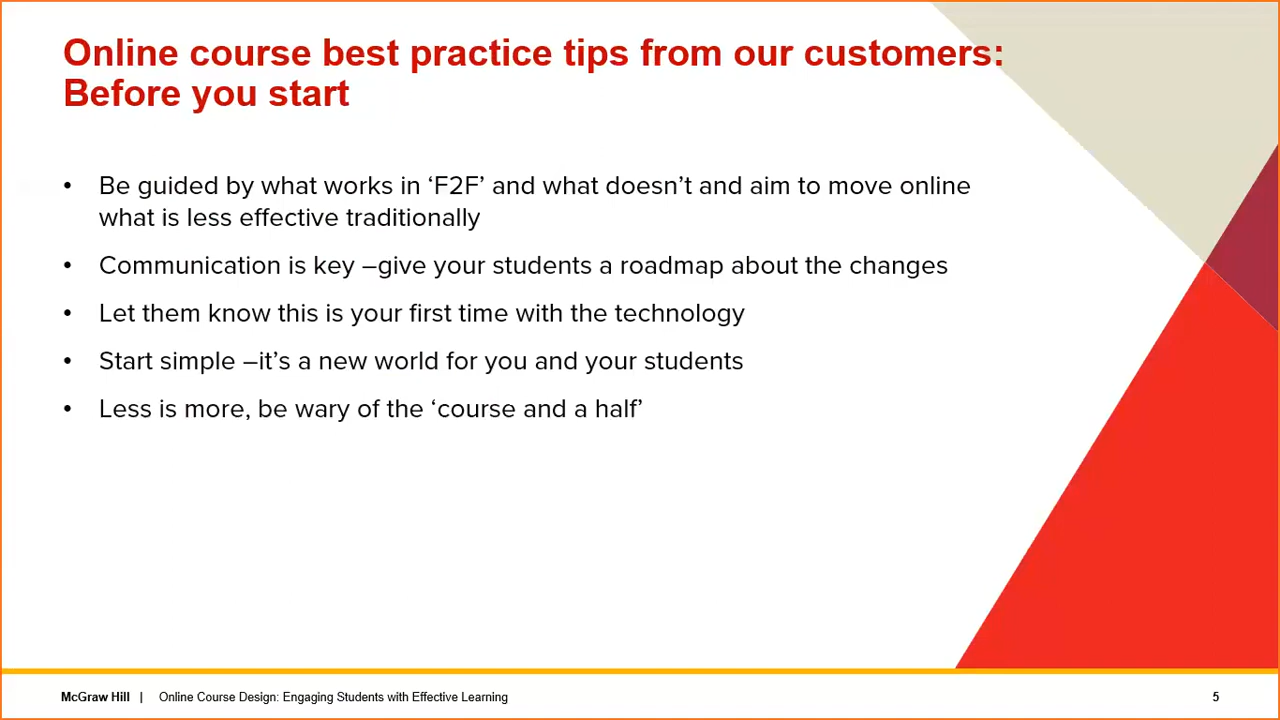 Online course best practice tips from our customers:
Before you start
• Be guided by what works in ‘F2F’ and what doesn’t and aim to move online
what is less effective traditionally
• Communication is key –give your students a roadmap about the changes
• Let them know this is your first time with the technology
• Start simple –it’s a new world for you and your students
• Less is more, be wary of the ‘course and a half’
McGraw Hill | Online Course Design: Engaging Students with Effective Learning 5